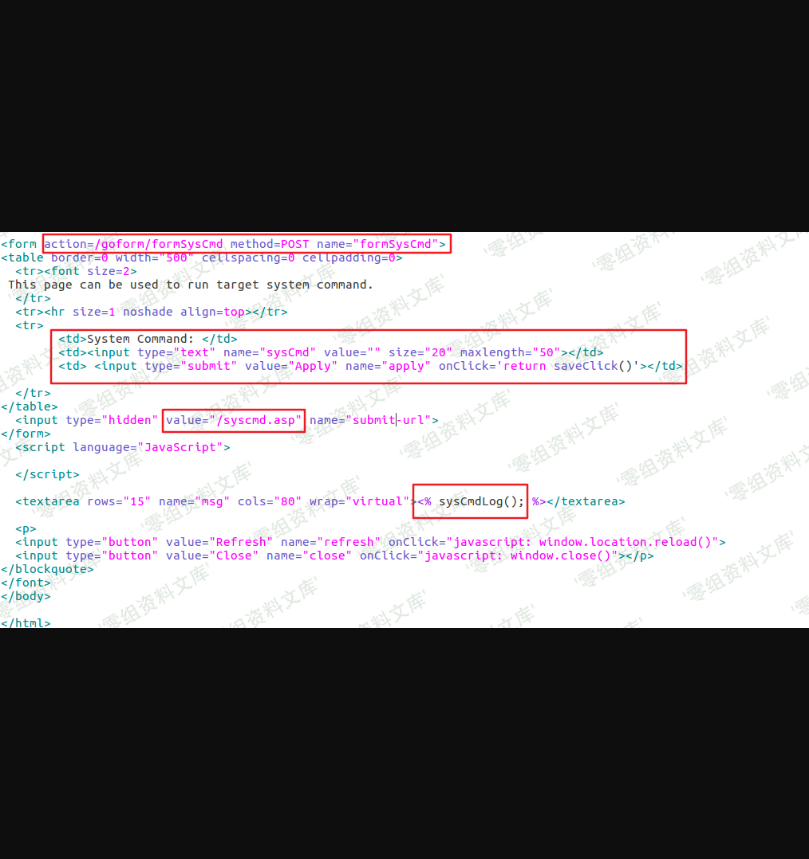 <form action=/goform/formSysCmd method=POST name="formSysCmd">
<table border=0 width="500" cellspacing=0 cellpadding=0>
<tr><font size=2>
This page can be used to run target system command.
</tr>
<tr><hr size=1 noshade align=top></tr>
<tr>
<td>System Command: </td>
<td><input type="text" name="sysCmd" value="" size="20" maxlength="50"></td>
<td> <input type="submit" value="Apply" name="apply" onClick='return saveClick()'></td>
</tr>
</table>
<input type="hidden" value="/syscmd.asp" name="submit-url">
</form>
<script language="JavaScript">
</script>
<textarea rows="15" name="msg" cols="80" wrap="virtual"><% sysCmdLog(); %></textarea>
<p>
<input type="button" value="Refresh" name="refresh" onClick="javascript: window.location.reload()">
<input type="button" value="Close" name="close" onClick="javascript: window.close()"></p>
</blockquote>
</font>
</body>
</html>
'零组资料文库'